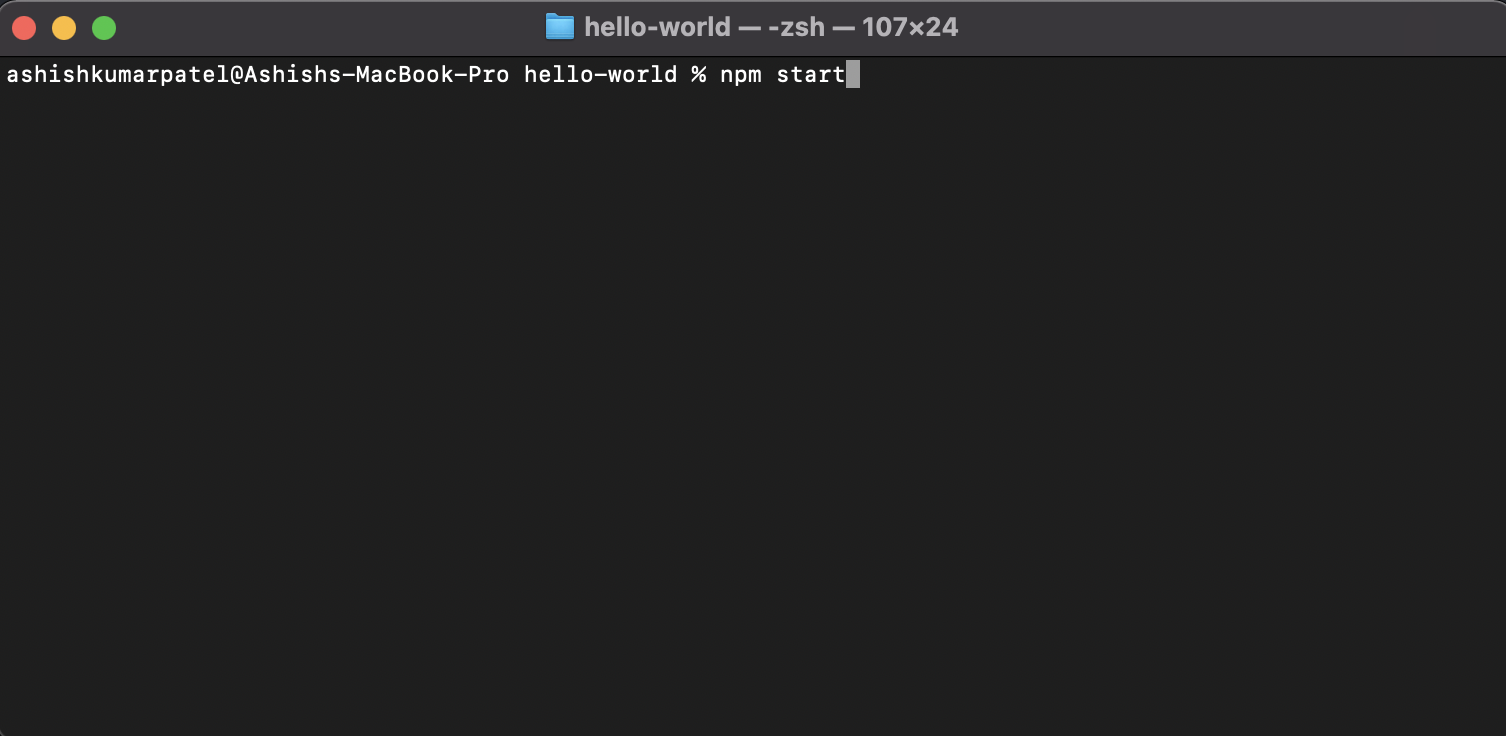 hello-world — -zsh — 107×24
ashishkumarpatel@Ashishs-MacBook-Pro hello-world % npm start